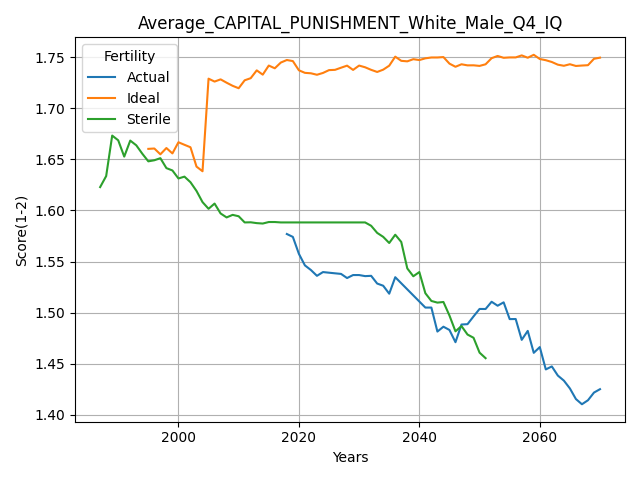 Average_CAPITAL_PUNISHMENT_White_Male_Q4_IQ
Fertility
Actual
Ideal
Sterile
Score(1-2)
1.75
1.70
1.65
1.60
1.55
1.50
1.45
1.40
2000
2020
2040
2060
Years